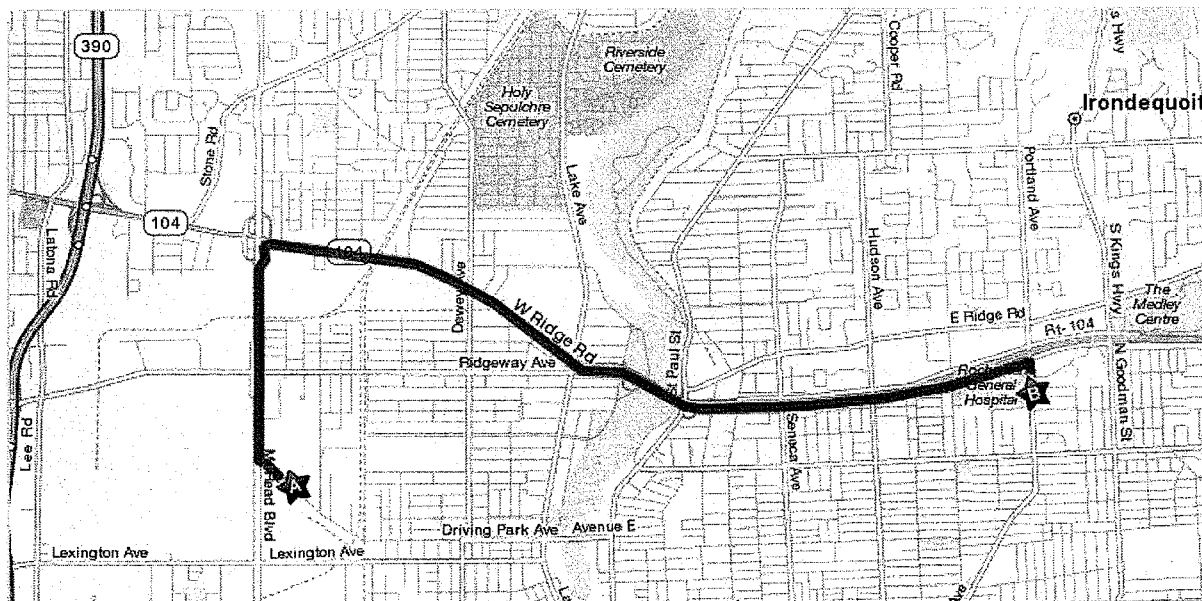 390
Stone Rd
104
Latona Rd
Lee Rd
Lexington Ave
Lexington Ave
104
A
Holy
Sepulchre
Cemetery
Riverside
Cemetery
Lake Ave
Dewey Ave
W Ridge Rd
Ridgeway Ave
Driving Park Ave
Avenue E
St Paul St
Seneca Ave
Hudson Ave
Cooper Rd
Portland Ave
Irondequoit
S Kings Hwy
The
Medley
Centre
E Ridge Rd
Rt-104
General
Hospital
B
N Goodman St
s Hwy